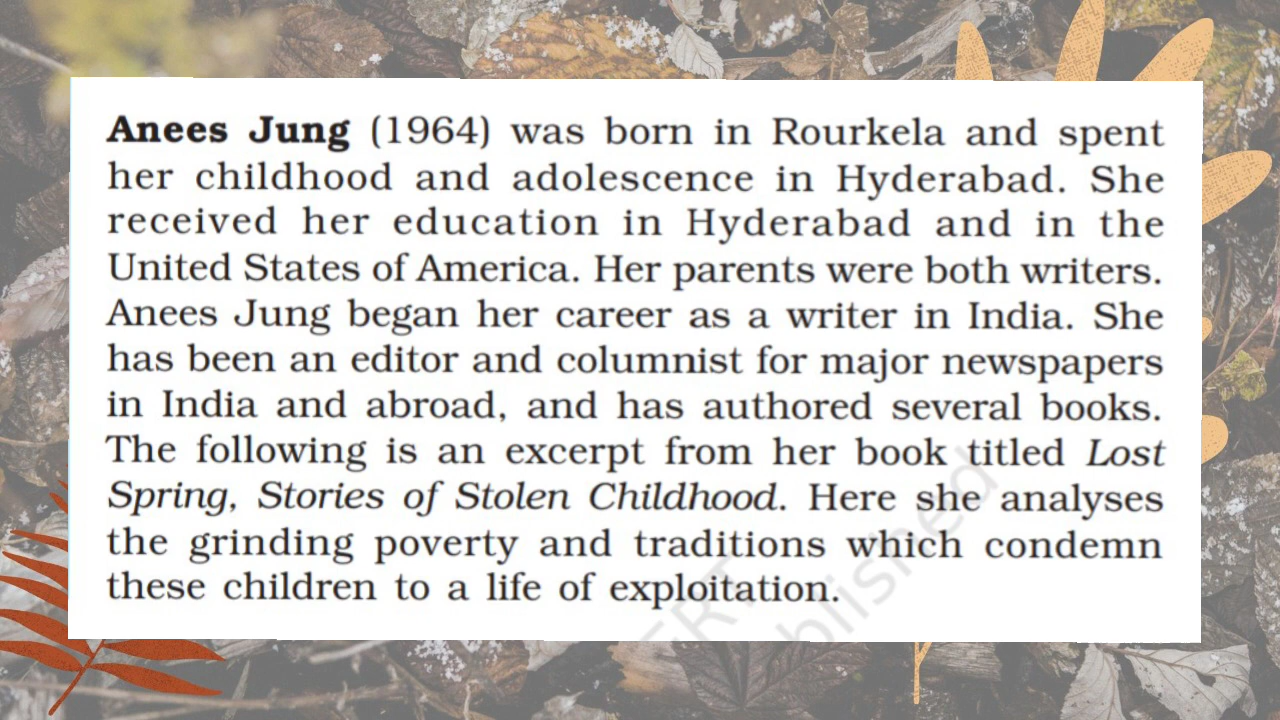 Anees Jung (1964) was born in Rourkela and spent
her childhood and adolescence in Hyderabad. She
received her education in Hyderabad and in the
United States of America. Her parents were both writers.
Anees Jung began her career as a writer in India. She
has been an editor and columnist for major newspapers
in India and abroad, and has authored several books.
The following is an excerpt from her book titled Lost
Spring, Stories of Stolen Childhood. Here she analyses
the grinding poverty and traditions which condemn
these children to a life of exploitation.